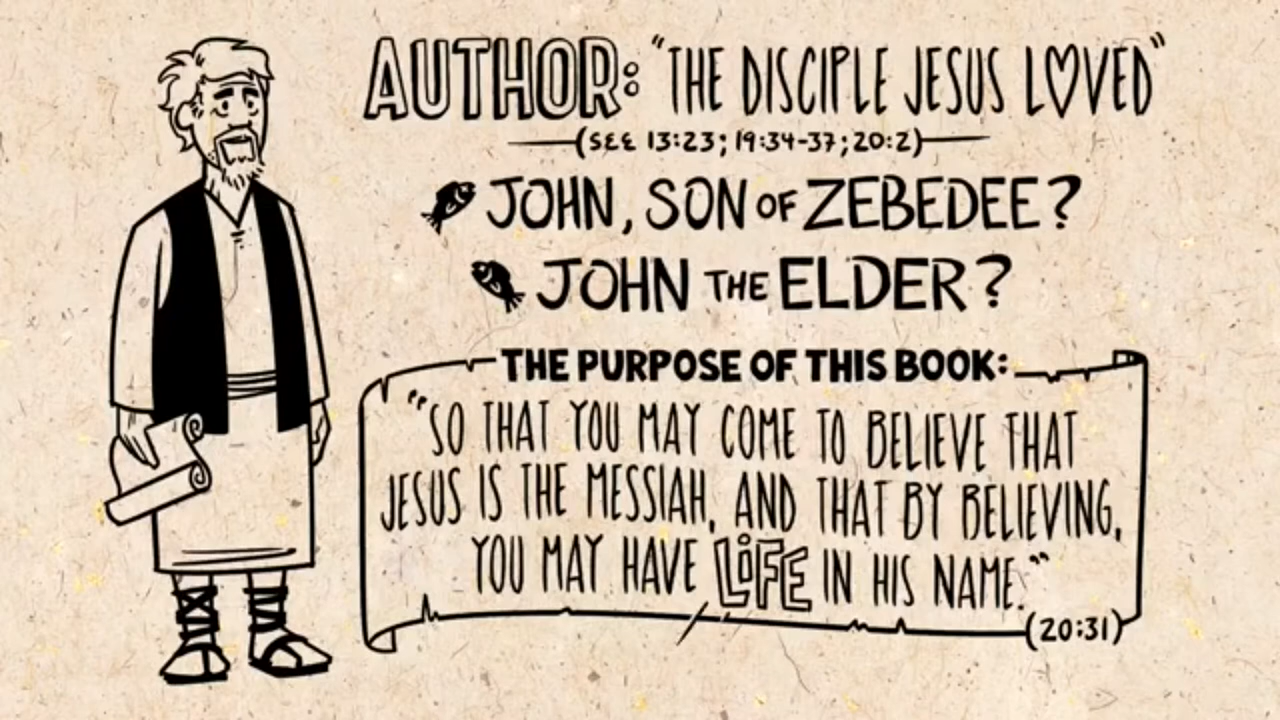 AUTHOR: "THE DISCIPLE JESUS LOVED"
(SEE 13:23; 19:34-37; 20:2)
JOHN, SON OF ZEBEDEE?
JOHN THE ELDER?
THE PURPOSE OF THIS BOOK:
"SO THAT YOU MAY COME TO BELIEVE THAT
JESUS IS THE MESSIAH, AND THAT BY BELIEVING,
YOU MAY HAVE LIFE IN HIS NAME."
(20:31)